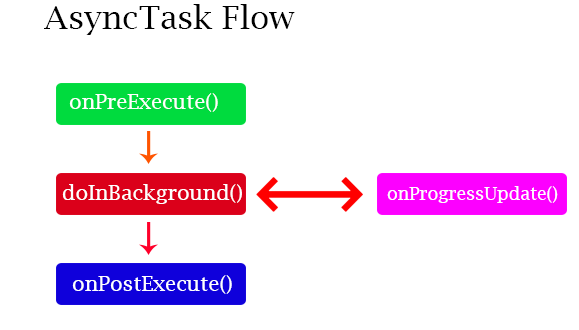 AsyncTask Flow
onPreExecute()
doInBackground()
onProgressUpdate()
onPostExecute()